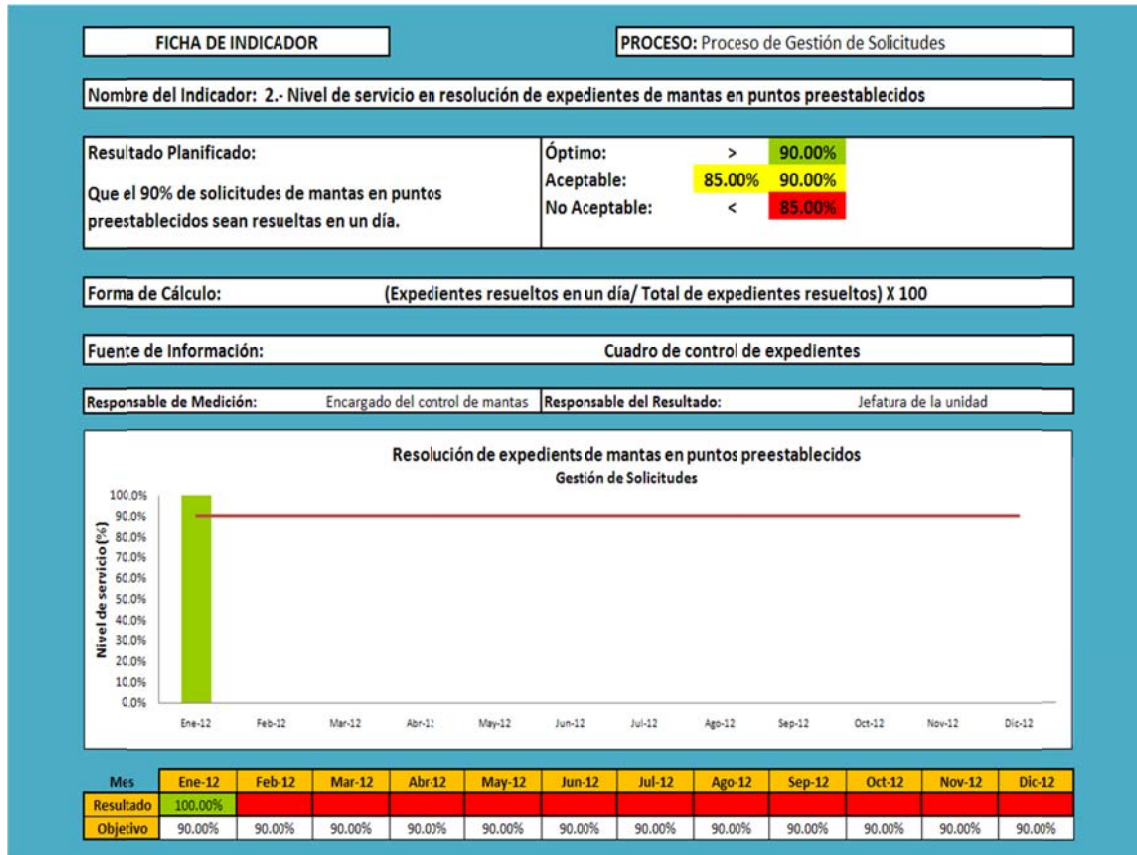 FICHA DE INDICADOR
PROCESO: Proceso de Gestión de Solicitudes
Nombre del Indicador: 2.- Nivel de servicio en resolución de expedientes de mantas en puntos preestablecidos
Resultado Planificado:
Que el 90% de solicitudes de mantas en puntos
preestablecidos sean resueltas en un día.
Óptimo: > 90.00%
Aceptable: 85.00% 90.00%
No Aceptable: < 85.00%
Forma de Cálculo: (Expedientes resueltos en un día/ Total de expedientes resueltos) X 100
Fuente de Información: Cuadro de control de expedientes
Responsable de Medición: Encargado del control de mantas Responsable del Resultado: Jefatura de la unidad
Resolución de expedients de mantas en puntos preestablecidos
Gestión de Solicitudes
Nivel de servicio (%)
100.0%
90.0%
80.0%
70.0%
60.0%
50.0%
40.0%
30.0%
20.0%
10.0%
0.0%
Ene-12 Feb-12 Mar-12 Abr-12 May-12 Jun-12 Jul-12 Ago-12 Sep-12 Oct-12 Nov-12 Dic-12
Mes Ene-12 Feb-12 Mar-12 Abr-12 May-12 Jun-12 Jul-12 Ago-12 Sep-12 Oct-12 Nov-12 Dic-12
Resultado 100.00%
Objetivo 90.00% 90.00% 90.00% 90.00% 90.00% 90.00% 90.00% 90.00% 90.00% 90.00% 90.00% 90.00%